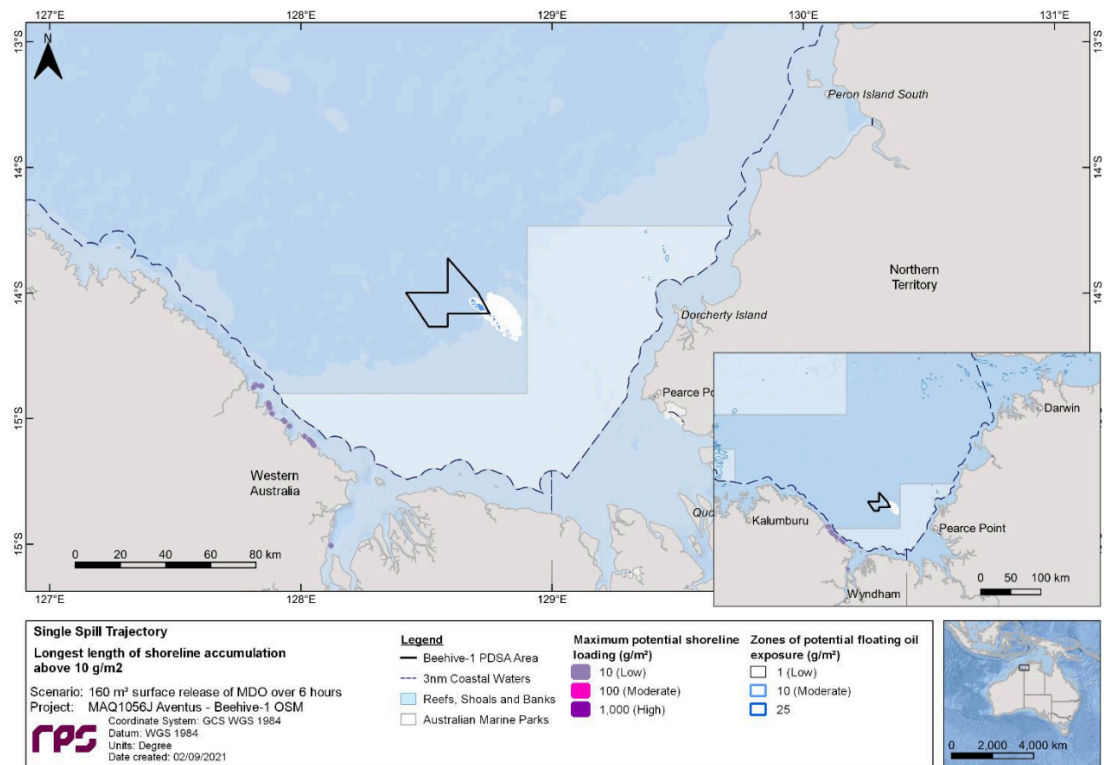 127°E 128°E 129°E 130°E 131°E
13°S 13°S
N
Peron Island South
14°S 14°S
Northern
Territory
14°S 14°S
Dorcherty Island
Pearce Po
Darwin
15°S
Western
Australia
Kalumburu
Pearce Point
Quo
0 20 40 60 80 km
15°S
0 50 100 km
Wyndham
127°E 128°E 129°E 130°E 131°E
Single Spill Trajectory
Longest length of shoreline accumulation
above 10 g/m2
Scenario: 160 m³ surface release of MDO over 6 hours
Project: MAQ1056J Aventus - Beehive-1 OSM
rps
Coordinate System: GCS WGS 1984
Datum: WGS 1984
Units: Degree
Date created: 02/09/2021
Legend
Beehive-1 PDSA Area
3nm Coastal Waters
Reefs, Shoals and Banks
Australian Marine Parks
Maximum potential shoreline
loading (g/m²)
10 (Low)
100 (Moderate)
1,000 (High)
Zones of potential floating oil
exposure (g/m²)
1 (Low)
10 (Moderate)
25
0 2,000 4,000 km